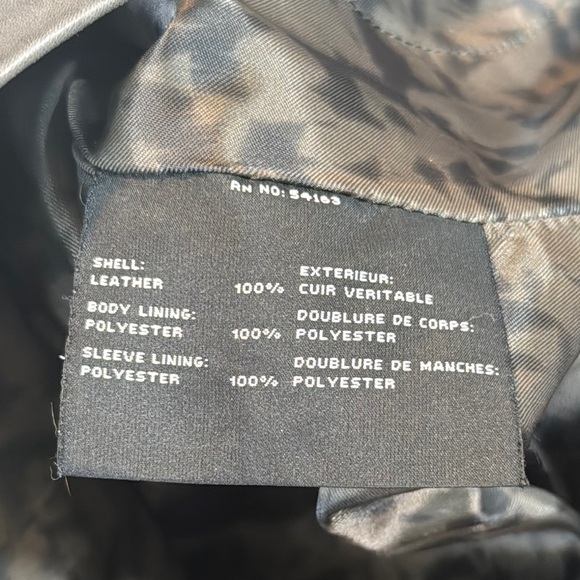 RN NO: 54163
SHELL: EXTERIEUR:
LEATHER 100% CUIR VERITABLE
BODY LINING: DOUBLURE DE CORPS:
POLYESTER 100% POLYESTER
SLEEVE LINING: DOUBLURE DE MANCHES:
POLYESTER 100% POLYESTER